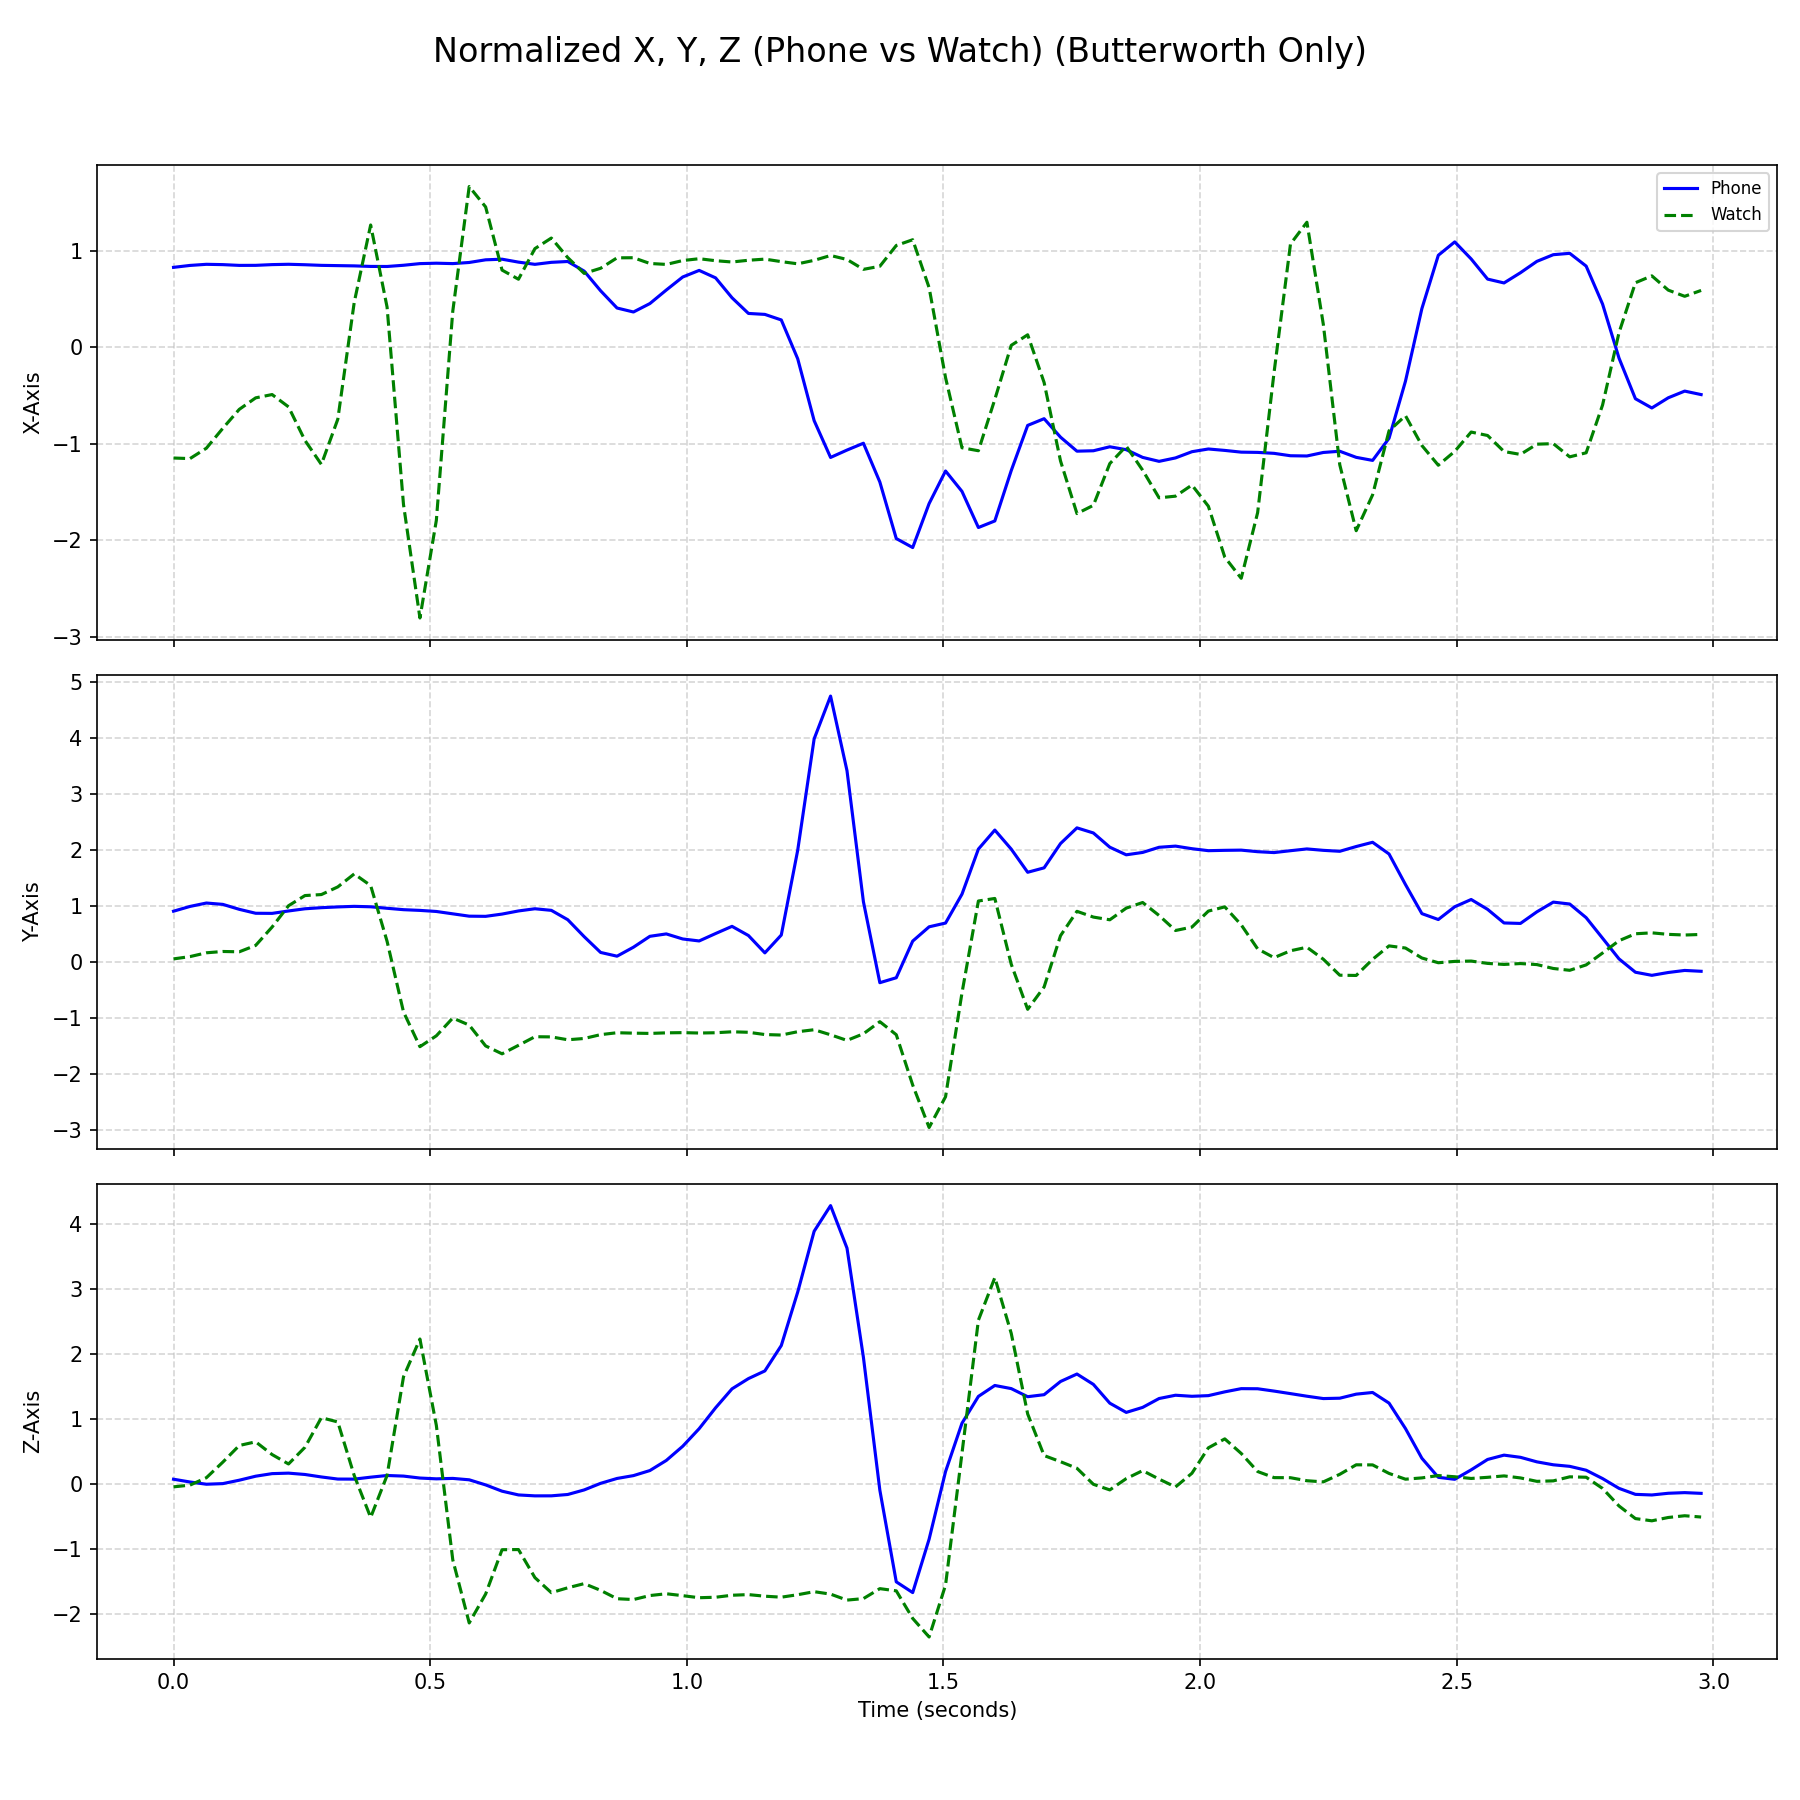 Normalized X, Y, Z (Phone vs Watch) (Butterworth Only)
Phone
Watch
1
0
−1
−2
−3
X-Axis
5
4
3
2
1
0
−1
−2
−3
Y-Axis
4
3
2
1
0
−1
−2
Z-Axis
0.0 0.5 1.0 1.5 2.0 2.5 3.0
Time (seconds)